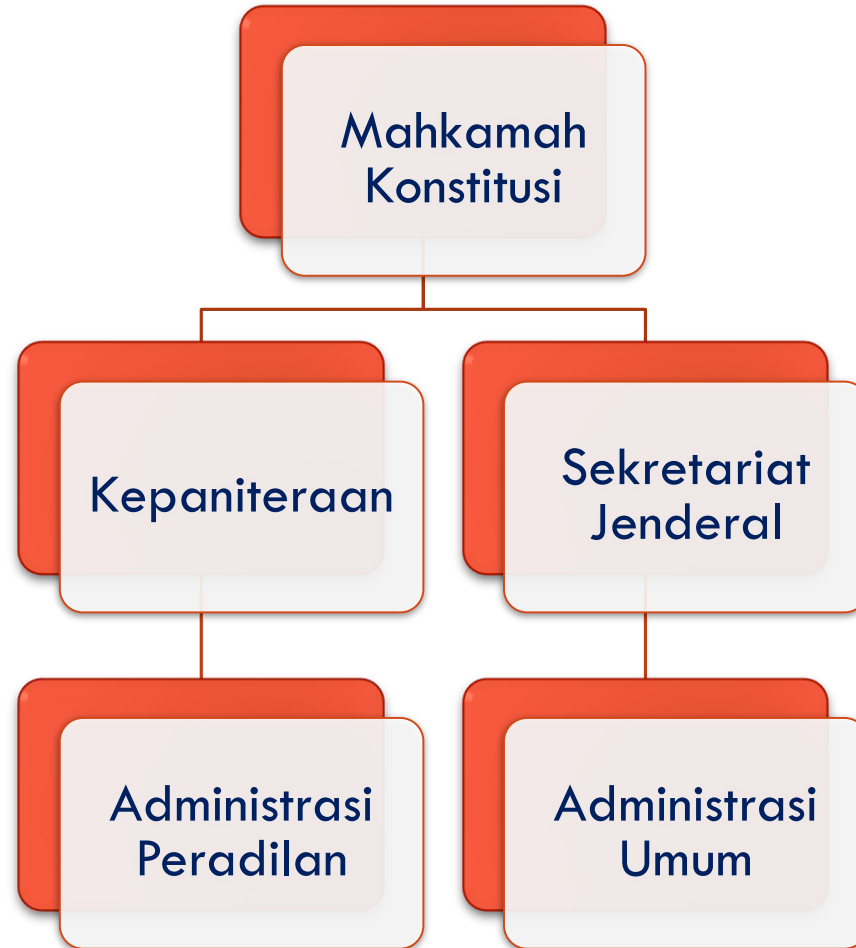 Mahkamah
Konstitusi
Kepaniteraan
Sekretariat
Jenderal
Administrasi
Peradilan
Administrasi
Umum